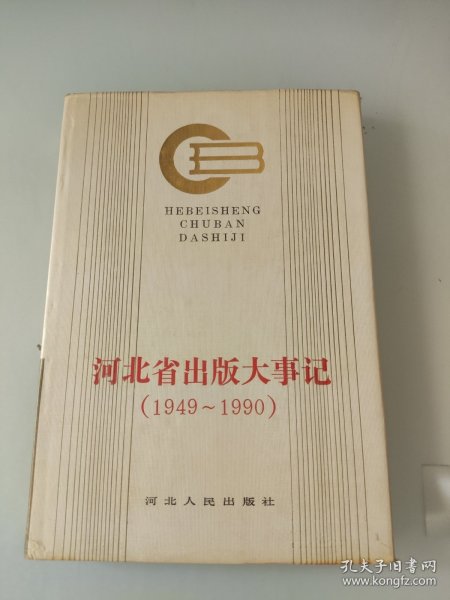 HEBEISHENG
CHUBAN
DASHIJI
河北省出版大事记
(1949～1990)
河北人民出版社
孔夫子旧书网
www.kongfz.com